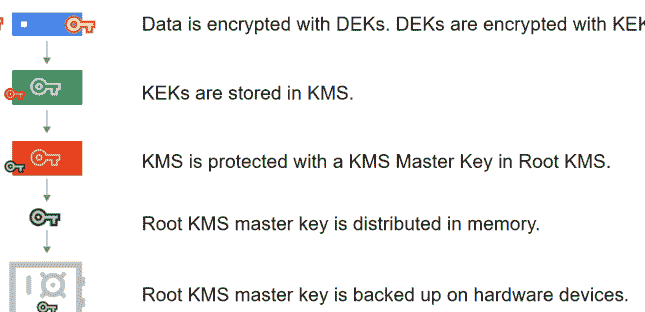 Data is encrypted with DEKs. DEKs are encrypted with
KEKs are stored in KMS.
KMS is protected with a KMS Master Key in Root KMS.
Root KMS master key is distributed in memory.
Root KMS master key is backed up on hardware devices.